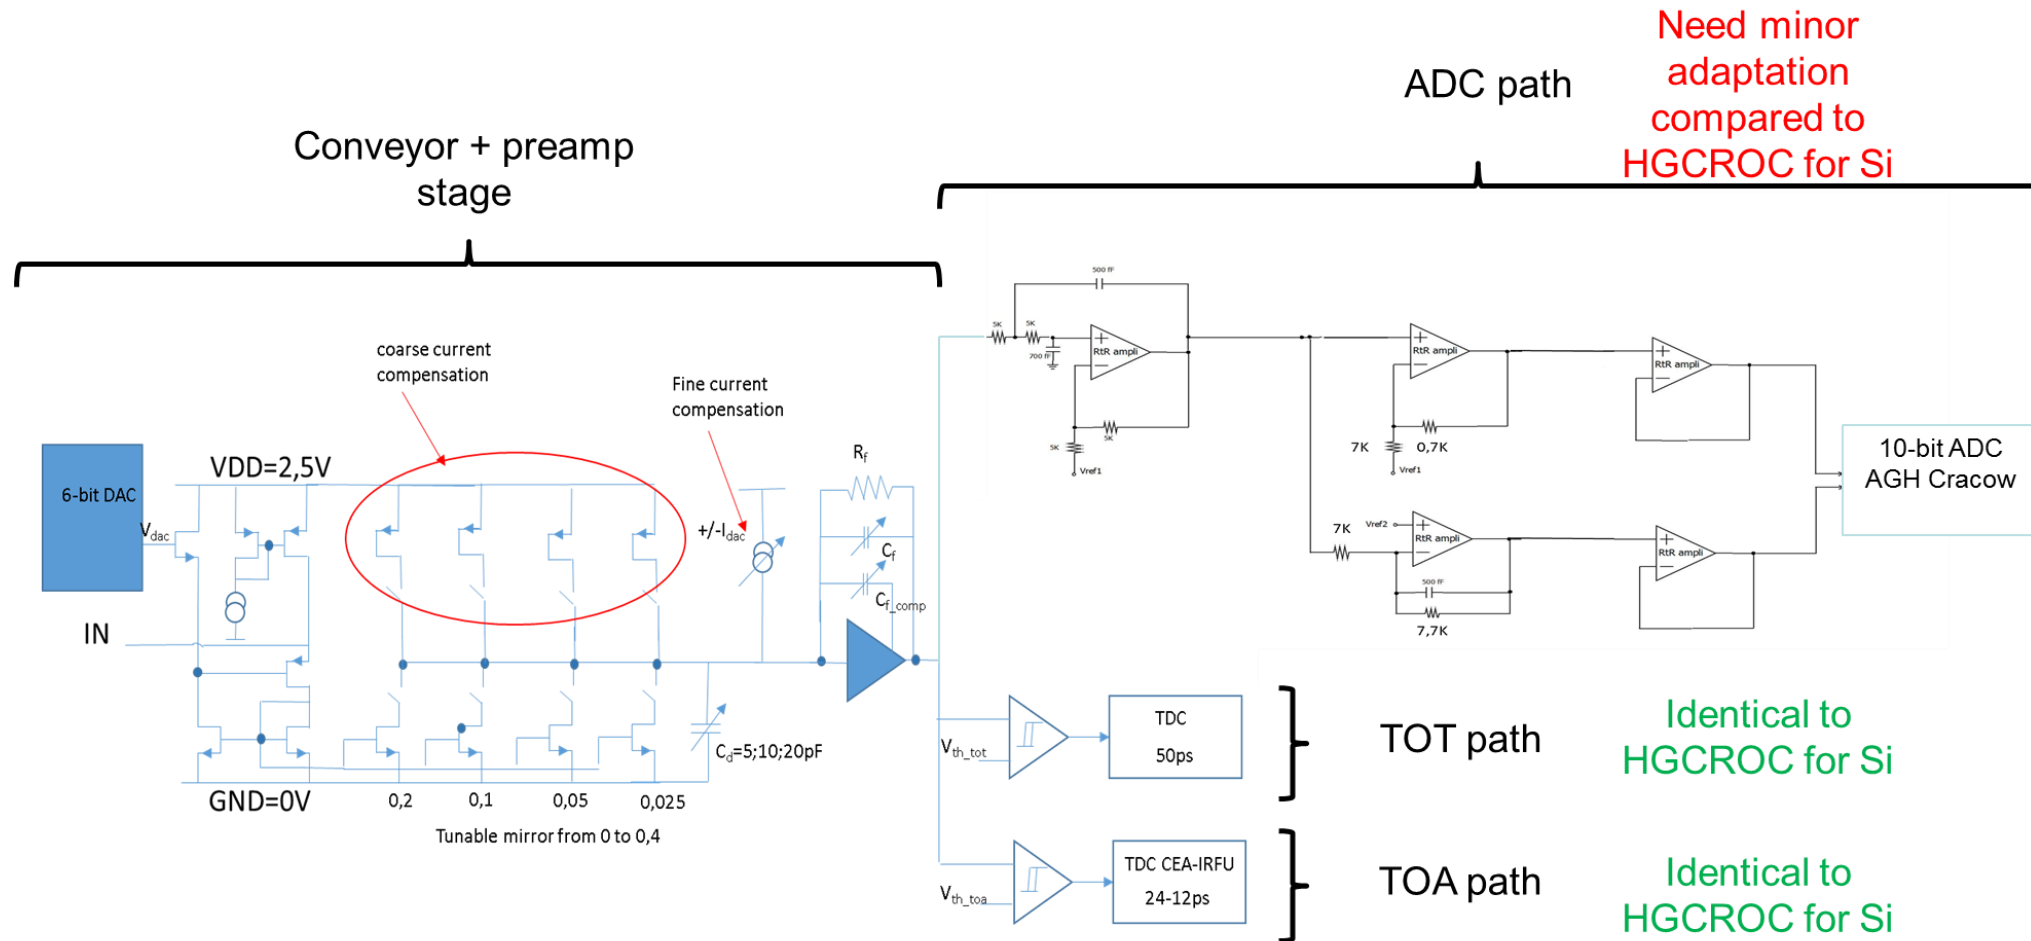 Need minor
adaptation
compared to
HGCROC for Si
ADC path
Conveyor + preamp
stage
500 fF
5K
5K
700 fF
RtR ampli
5K
5K
Vref1
RtR ampli
7K
0,7K
Vref1
RtR ampli
10-bit ADC
AGH Cracow
7K
Vref2
RtR ampli
500 fF
7,7K
RtR ampli
coarse current
compensation
Fine current
compensation
6-bit DAC
VDD=2,5V
Vdac
+/-Idac
Rf
Cf
Cf_comp
IN
Cd=5;10;20pF
GND=0V
0,2
0,1
0,05
0,025
Tunable mirror from 0 to 0,4
Vth_tot
TDC
50ps
TOT path
Identical to
HGCROC for Si
Vth_toa
TDC CEA-IRFU
24-12ps
TOA path
Identical to
HGCROC for Si